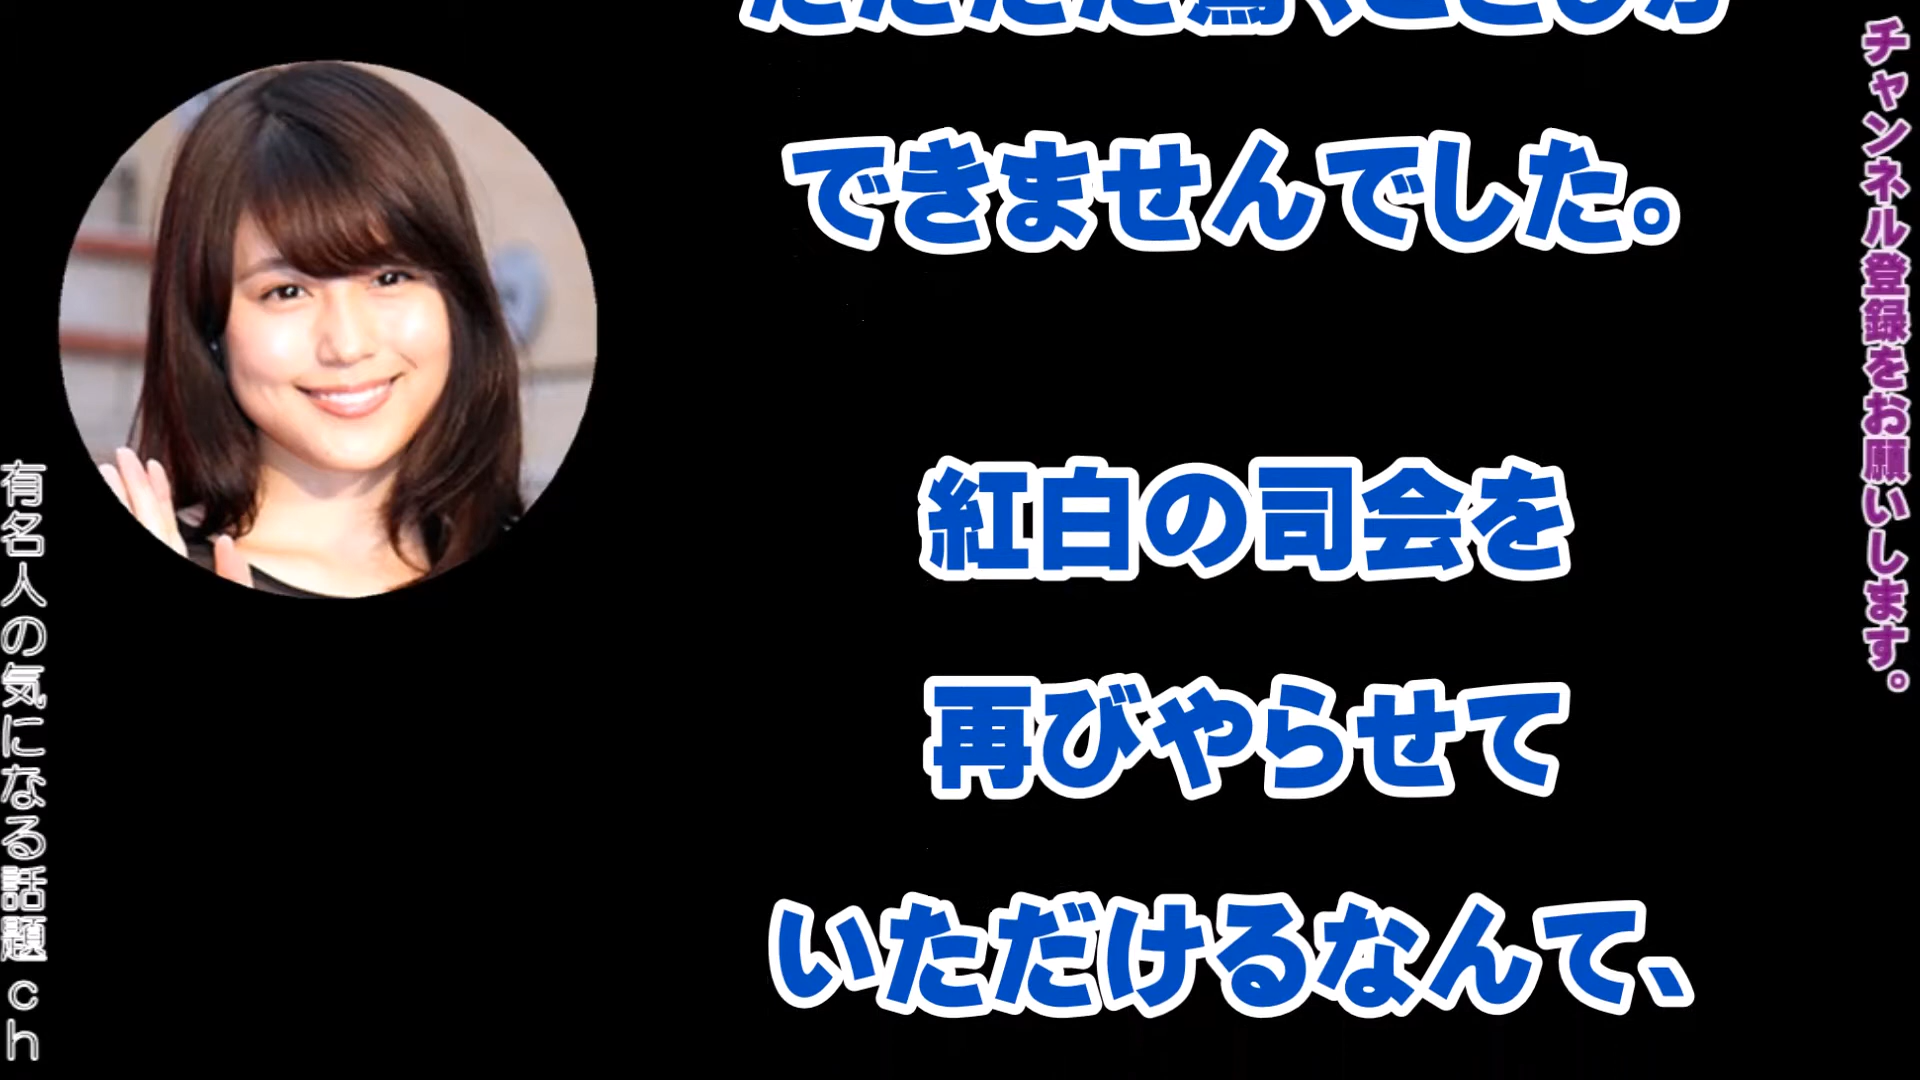 できませんでした。
紅白の司会を
再びやらせて
いただけるなんて、
チャンネル登録をお願いします。
有名人の気になる話題ch